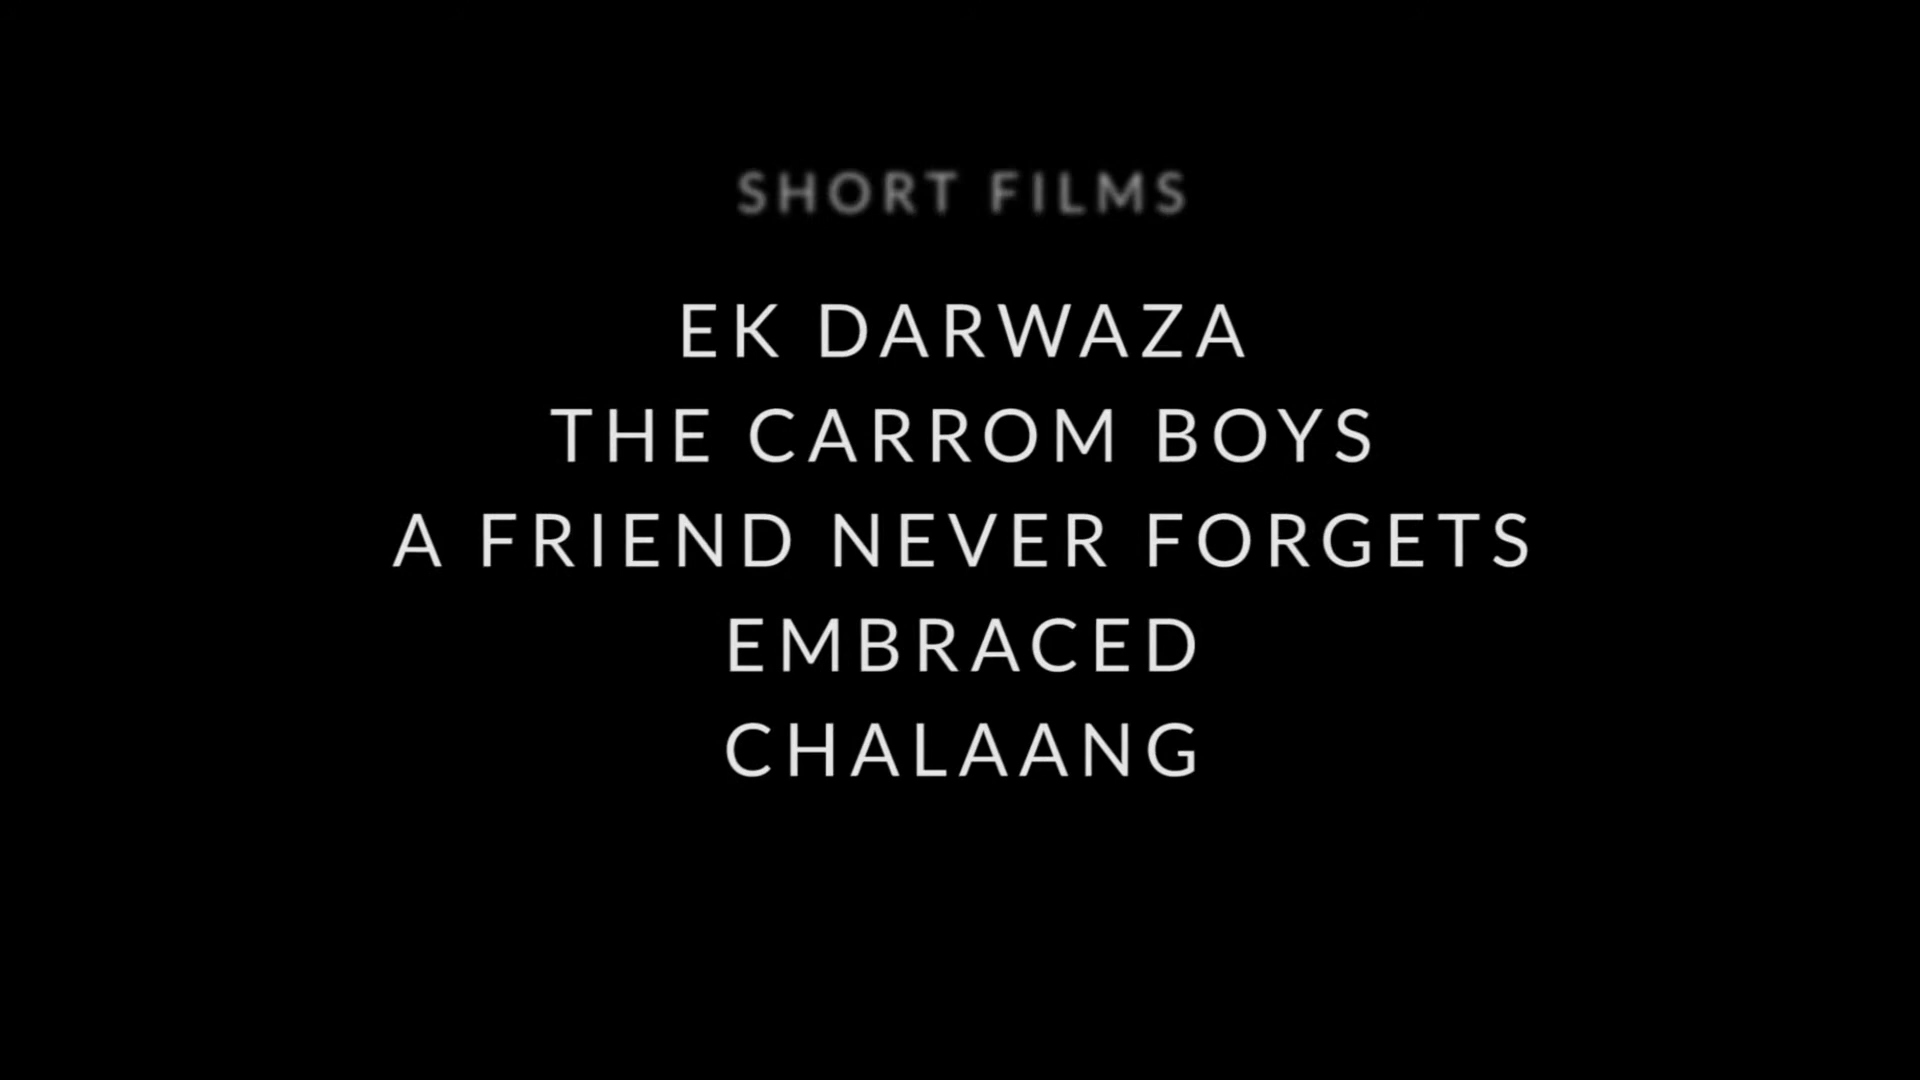 SHORT FILMS
EK DARWAZA
THE CARROM BOYS
A FRIEND NEVER FORGETS
EMBRACED
CHALAANG